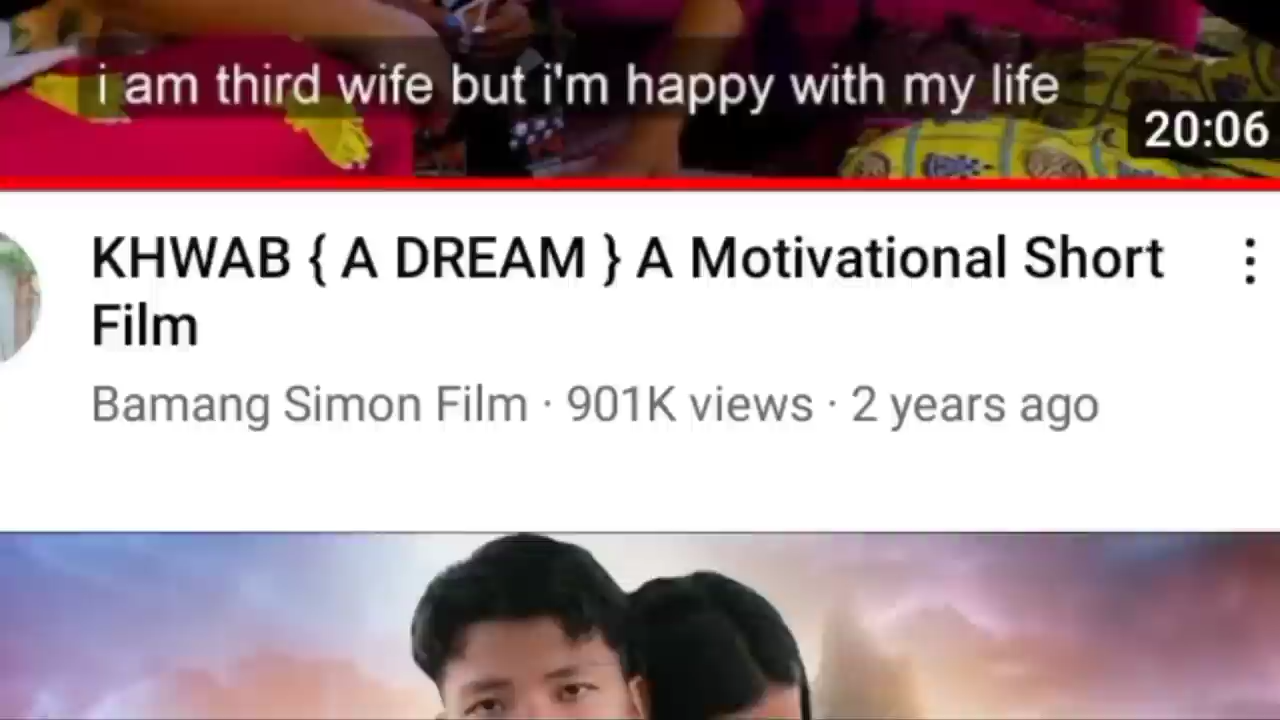 i am third wife but i'm happy with my life
20:06
KHWAB { A DREAM } A Motivational Short
Film
Bamang Simon Film · 901K views · 2 years ago